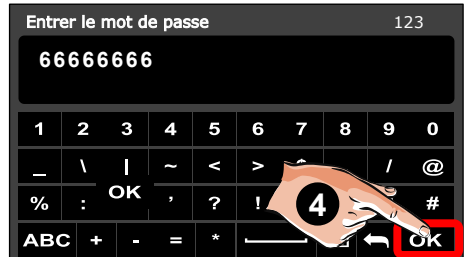 Entrer le mot de passe 123
66666666
1 2 3 4 5 6 7 8 9 0
_ \ | ~ < > / @
% : OK ’ ? ! #
4
ABC + - = * OK